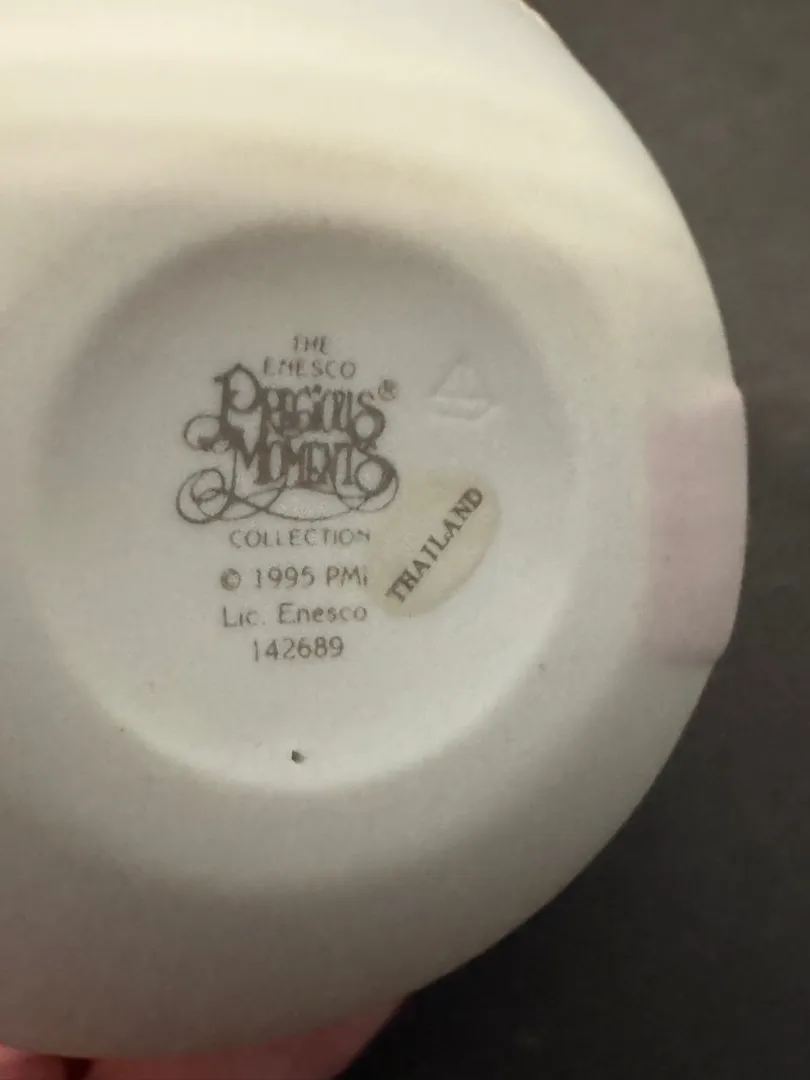 THE
ENESCO
PRECIOUS®
MOMENTS
COLLECTION
© 1995 PMI
Lic. Enesco
142689
THAILAND